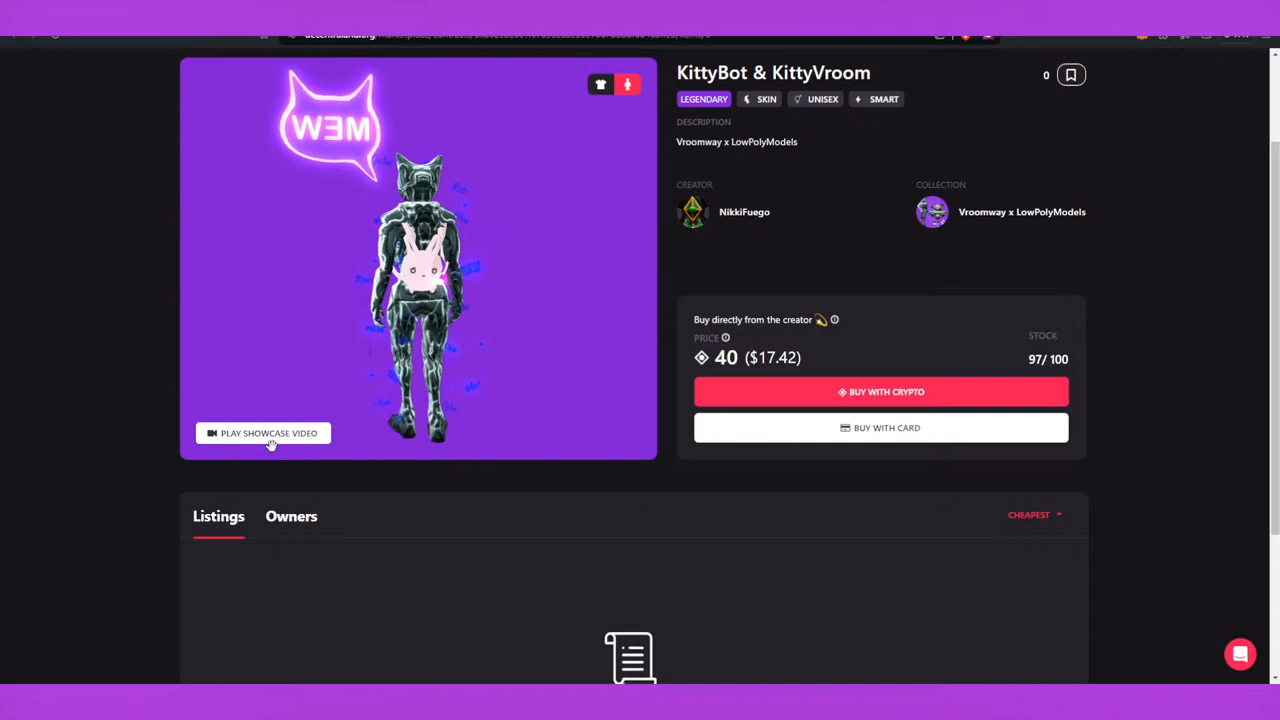 KittyBot & KittyVroom
0
LEGENDARY SKIN UNISEX SMART
DESCRIPTION
Vroomway x LowPolyModels
CREATOR
NikkiFuego
COLLECTION
Vroomway x LowPolyModels
MEW
PLAY SHOWCASE VIDEO
Buy directly from the creator
PRICE
40 ($17.42)
STOCK
97/ 100
BUY WITH CRYPTO
BUY WITH CARD
Listings Owners
CHEAPEST